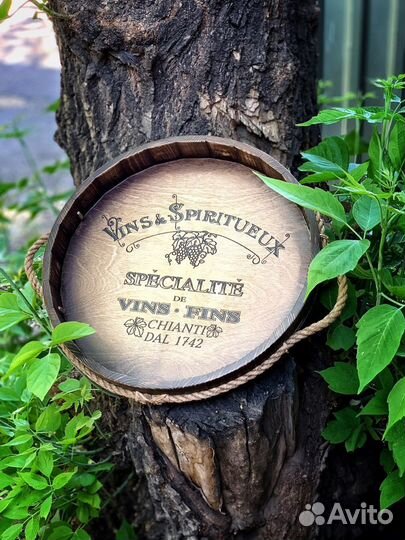 VINS & SPIRITUEUX
SPÉCIALITÉ
DE
VINS · FINS
CHIANTI
DAL 1742
Avito